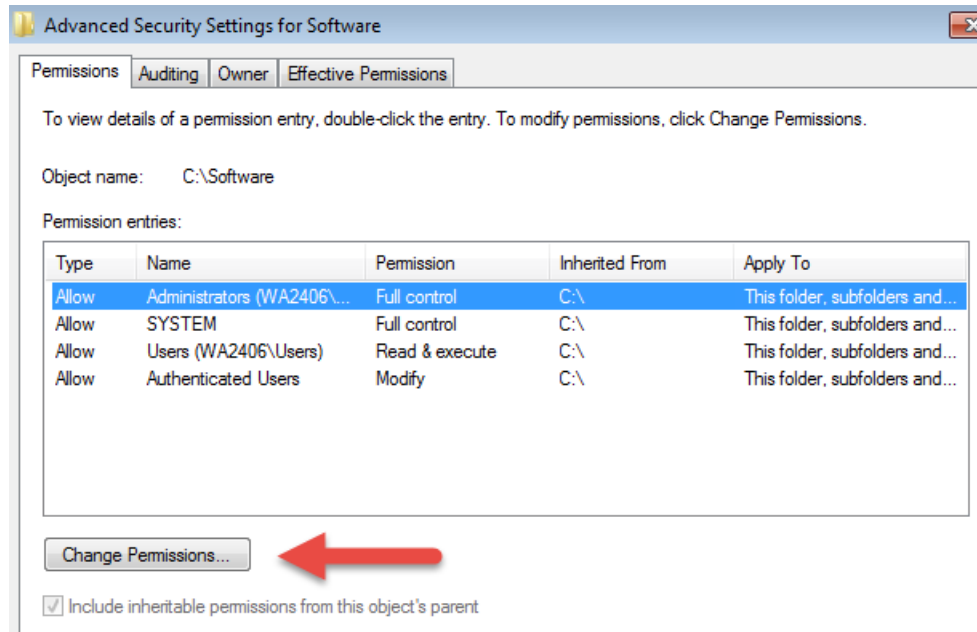 Advanced Security Settings for Software
Permissions Auditing Owner Effective Permissions
To view details of a permission entry, double-click the entry. To modify permissions, click Change Permissions.
Object name: C:\Software
Permission entries:
Type Name Permission Inherited From Apply To
Allow Administrators (WA2406\... Full control C:\ This folder, subfolders and...
Allow SYSTEM Full control C:\ This folder, subfolders and...
Allow Users (WA2406\Users) Read & execute C:\ This folder, subfolders and...
Allow Authenticated Users Modify C:\ This folder, subfolders and...
Change Permissions...
Include inheritable permissions from this object's parent